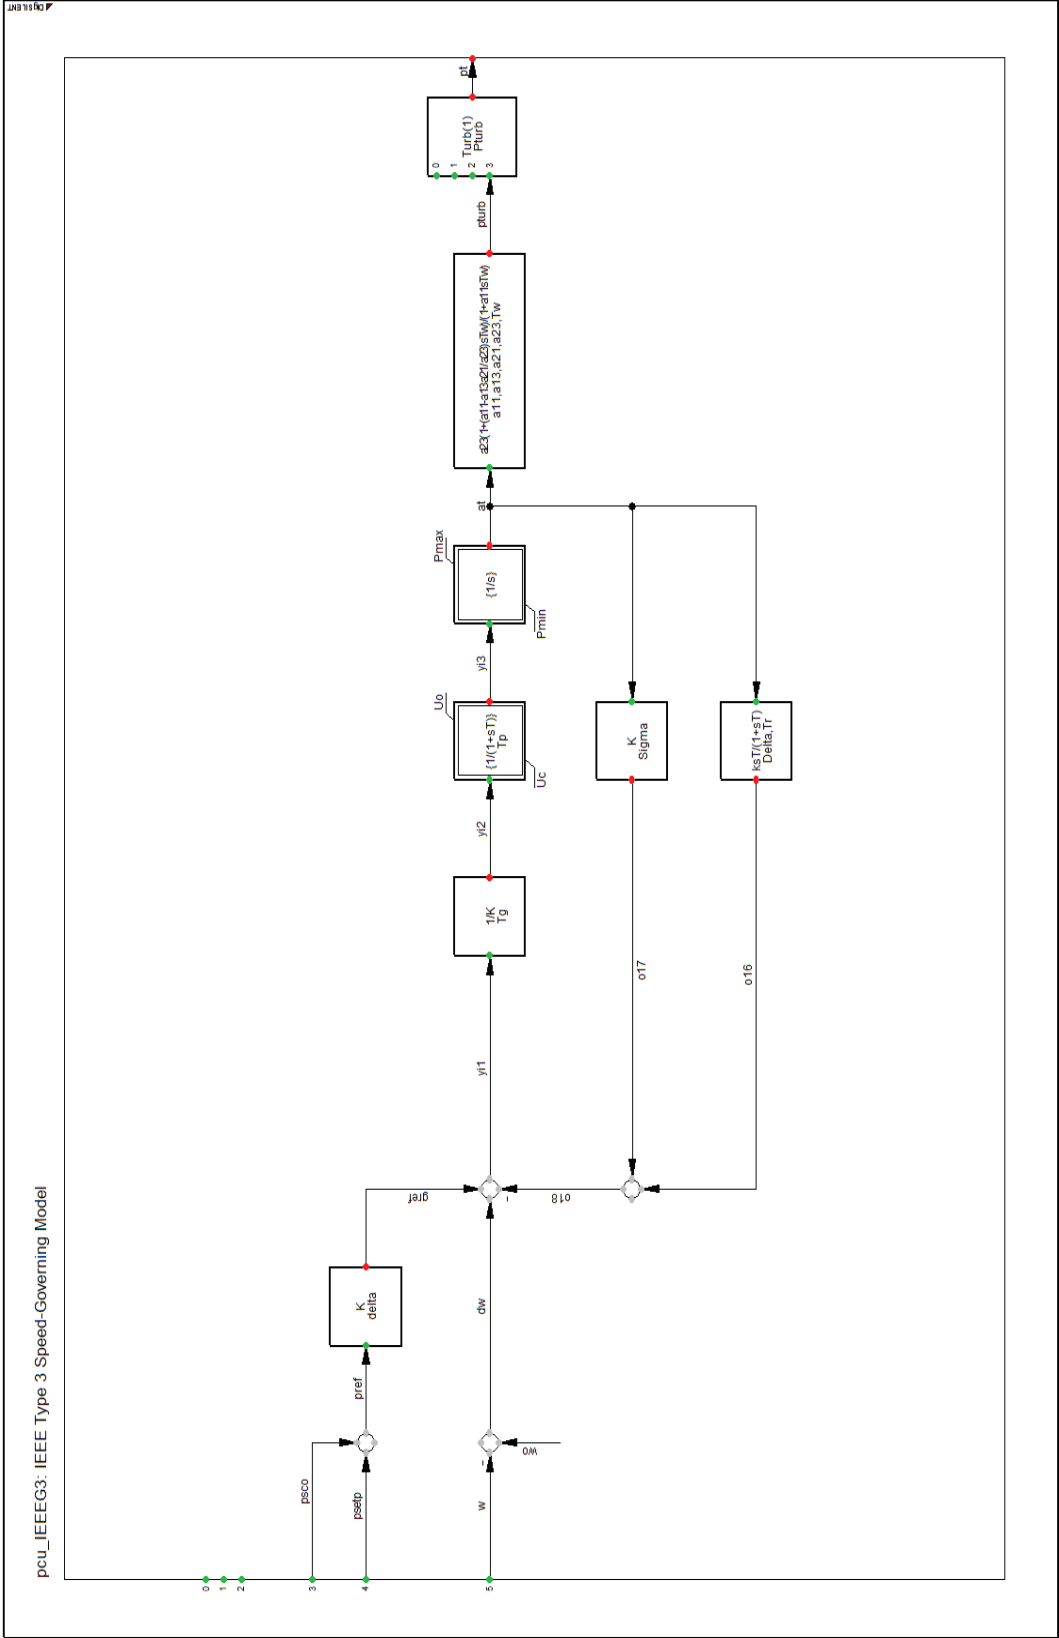 DIgSILENT
pcu_IEEEG3: IEEE Type 3 Speed-Governing Model
0
1
2
3
4
5
psco
psetp
pref
K
delta
gref
w
-
wo
dw
-
yi1
1/K
Tg
yi2
Uo
{1/(1+sT)}
Tp
Uc
yi3
Pmax
{1/s}
Pmin
at
a23(1+(a11-a13a21/a23)sTw)/(1+a11sTw)
a11,a13,a21,a23,Tw
pturb
0
1
2
3
Turb(1)
Pturb
pt
K
Sigma
o17
ksT/(1+sT)
Delta,Tr
o16
o18